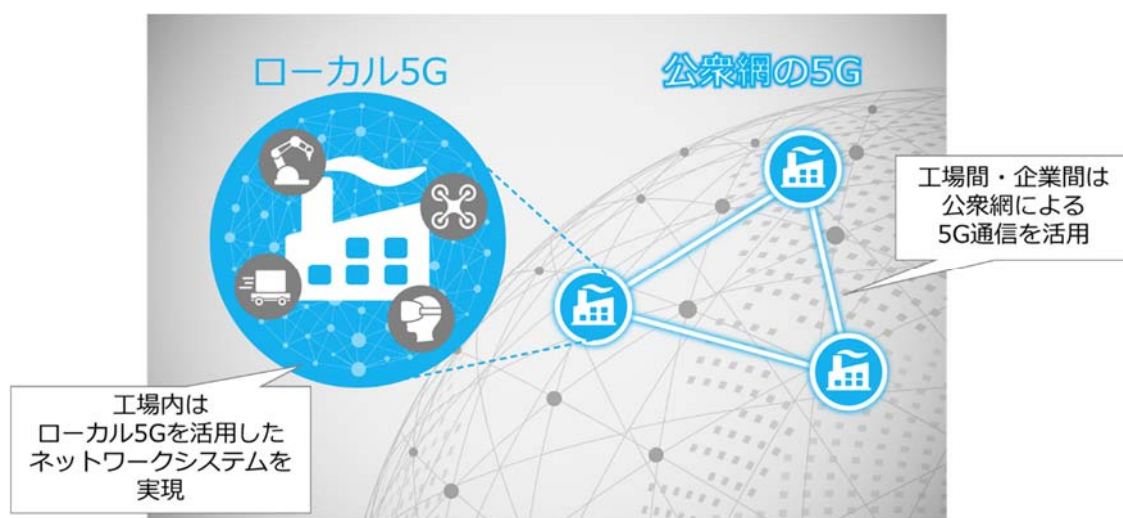 ローカル5G
公衆網の5G
工場間・企業間は
公衆網による
5G通信を活用
工場内は
ローカル5Gを活用した
ネットワークシステムを
実現